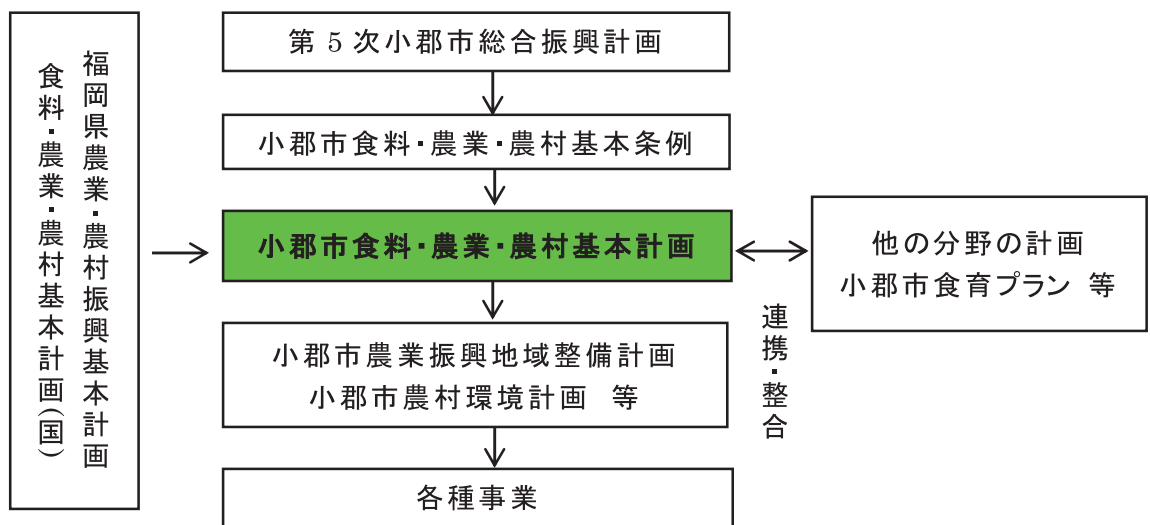 福岡県農業・農村振興基本計画
食料・農業・農村基本計画(国)
第5次小郡市総合振興計画
小郡市食料・農業・農村基本条例
小郡市食料・農業・農村基本計画
小郡市農業振興地域整備計画
小郡市農村環境計画 等
各種事業
連携・整合
他の分野の計画
小郡市食育プラン 等